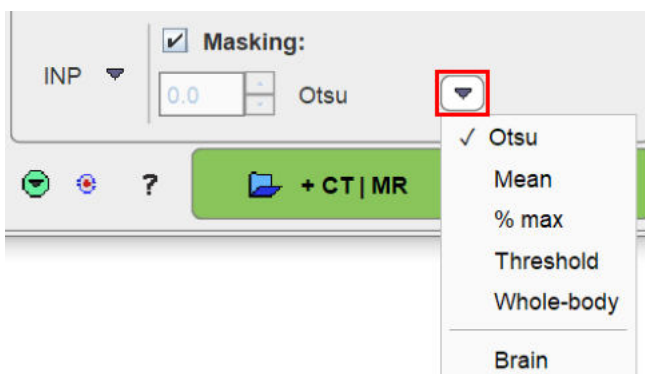 Masking:
INP
0.0 Otsu
✓ Otsu
Mean
? + CT | MR
% max
Threshold
Whole-body
Brain